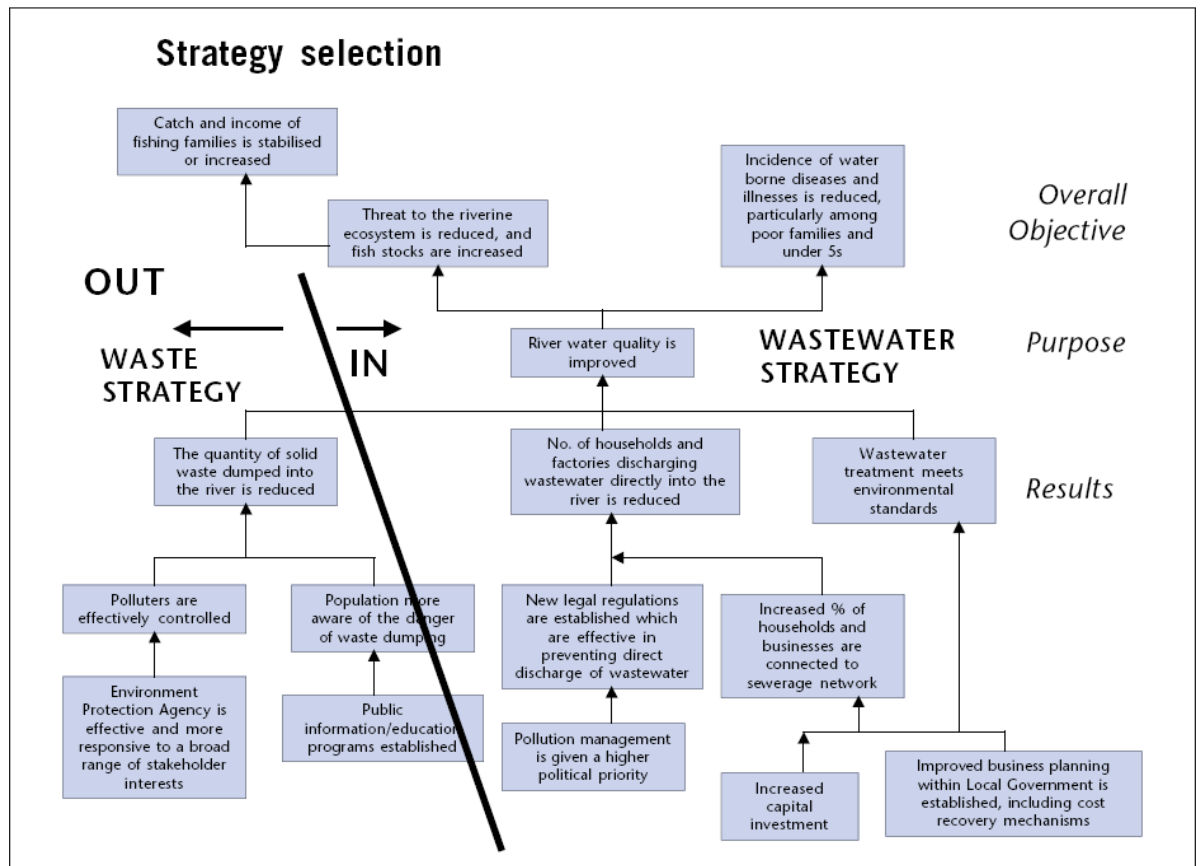 Strategy selection
Catch and income of
fishing families is stabilised
or increased
Incidence of water
borne diseases and
illnesses is reduced,
particularly among
poor families and
under 5s
Overall
Objective
Threat to the riverine
ecosystem is reduced, and
fish stocks are increased
OUT
IN
WASTE
STRATEGY
River water quality is
improved
WASTEWATER
STRATEGY
Purpose
The quantity of solid
waste dumped into
the river is reduced
No. of households and
factories discharging
wastewater directly into the
river is reduced
Wastewater
treatment meets
environmental
standards
Results
Polluters are
effectively controlled
Population more
aware of the danger
of waste dumping
New legal regulations
are established which
are effective in
preventing direct
discharge of wastewater
Increased % of
households and
businesses are
connected to
sewerage network
Environment
Protection Agency is
effective and more
responsive to a broad
range of stakeholder
interests
Public
information/education
programs established
Pollution management
is given a higher
political priority
Increased
capital
investment
Improved business planning
within Local Government is
established, including cost
recovery mechanisms